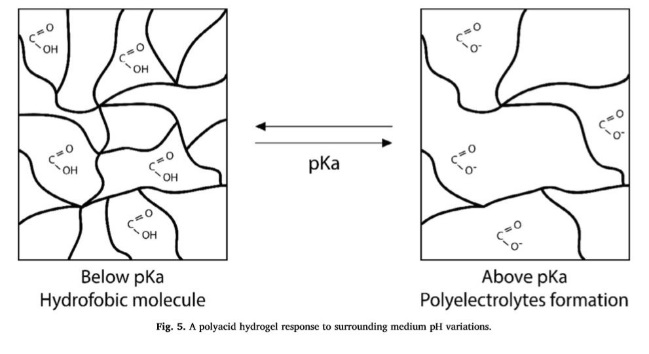 C=O
OH
C=O
OH
C=O
OH
C=O
OH
C=O
OH
pKa
C=O
O-
C=O
O-
C=O
O-
C=O
O-
Below pKa
Hydrofobic molecule
Above pKa
Polyelectrolytes formation
Fig. 5. A polyacid hydrogel response to surrounding medium pH variations.